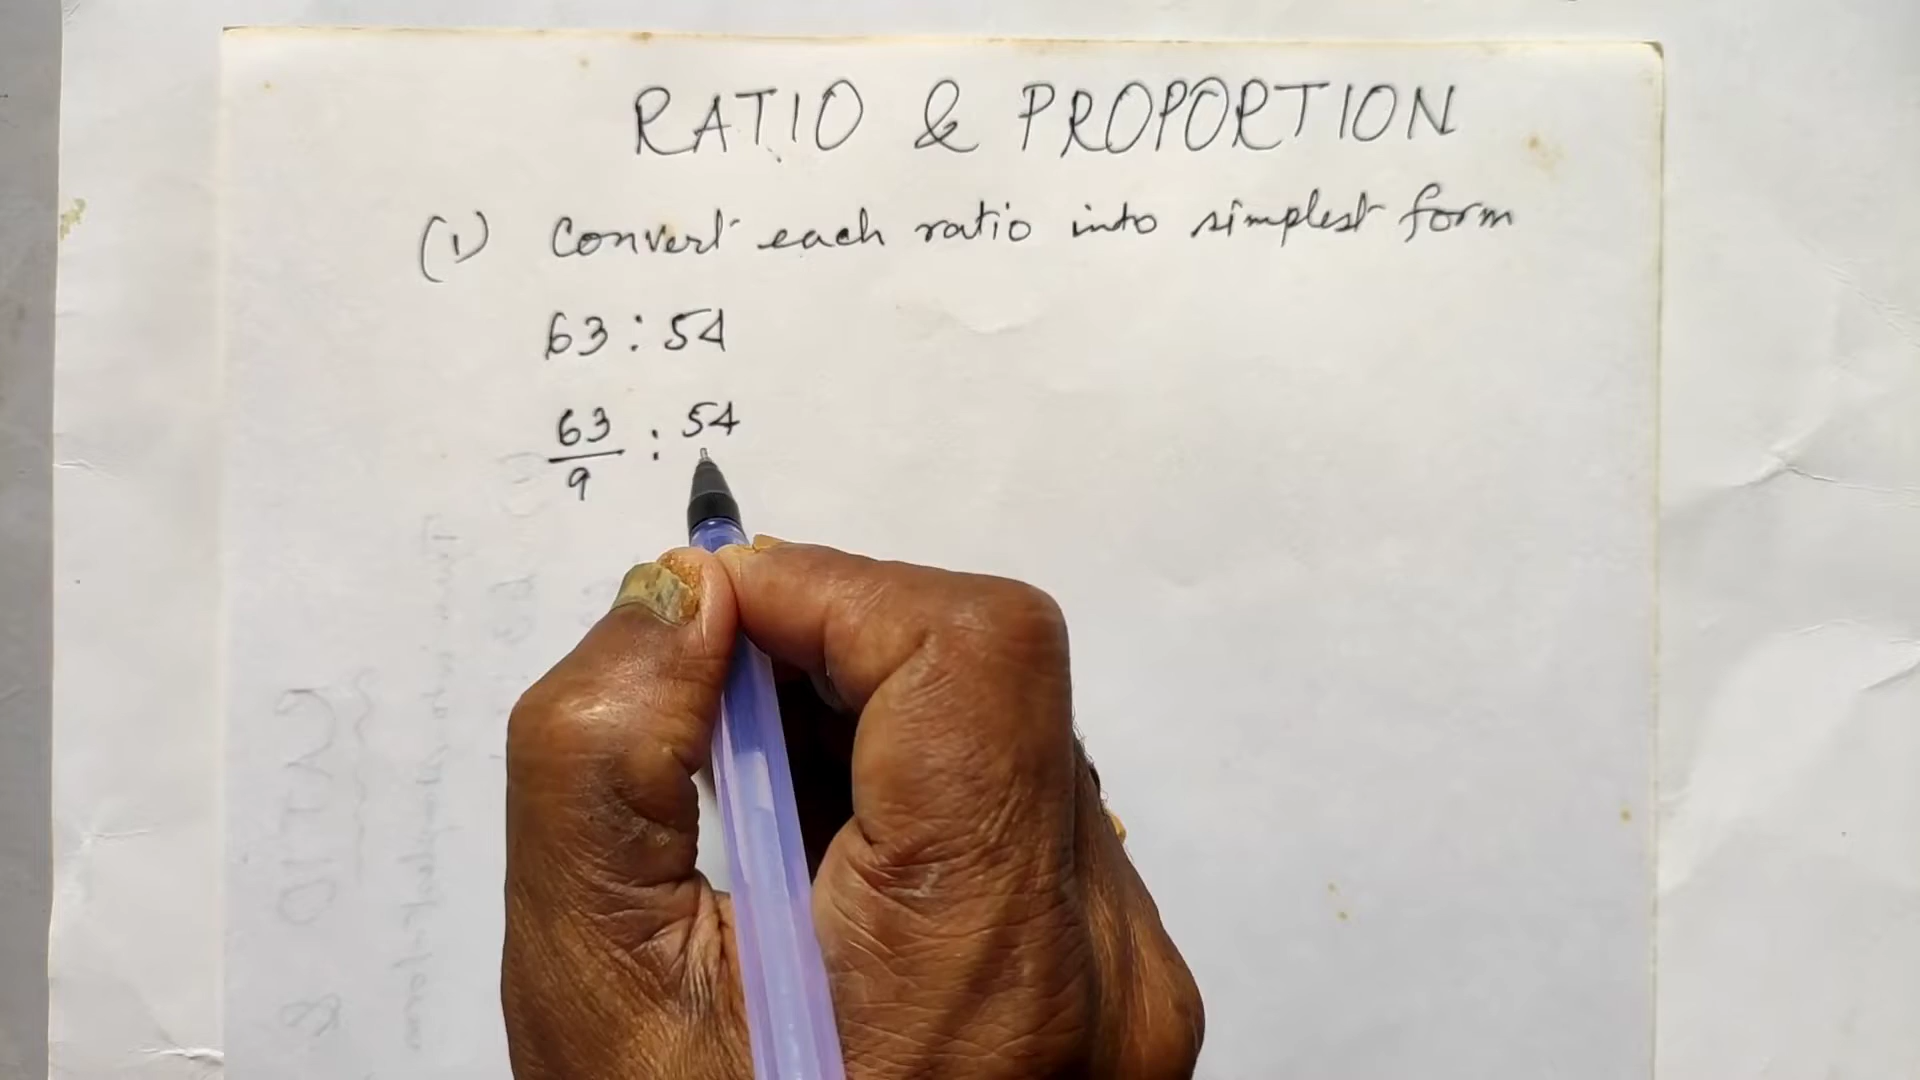 RATIO & PROPORTION
(1) Convert each ratio into simplest form
63 : 54
63/9 : 54